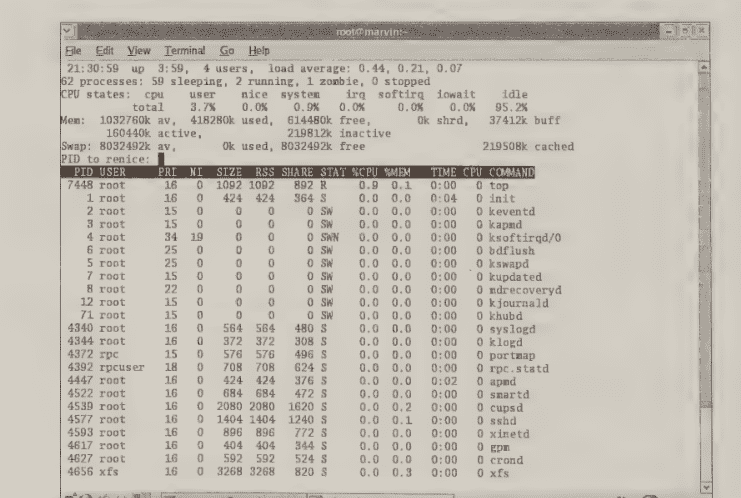 root@marvin:~
File Edit View Terminal Go Help
21:30:59 up 3:59, 4 users, load average: 0.44, 0.21, 0.07
62 processes: 59 sleeping, 2 running, 1 zombie, 0 stopped
CPU states: cpu user nice system irq softirq iowait idle
total 3.7% 0.0% 0.9% 0.0% 0.0% 0.0% 95.2%
Mem: 1032760k av, 418280k used, 614480k free, 0k shrd, 37412k buff
160440k active, 219812k inactive
Swap: 8032492k av, 0k used, 8032492k free 219508k cached
PID to renice:
PID USER PRI NI SIZE RSS SHARE STAT %CPU %MEM TIME CPU COMMAND
7448 root 16 0 1092 1092 892 R 0.9 0.1 0:00 0 top
1 root 16 0 424 424 364 S 0.0 0.0 0:04 0 init
2 root 15 0 0 0 0 SW 0.0 0.0 0:00 0 keventd
3 root 15 0 0 0 0 SW 0.0 0.0 0:00 0 kapmd
4 root 34 19 0 0 0 SWN 0.0 0.0 0:00 0 ksoftirqd/0
6 root 25 0 0 0 0 SW 0.0 0.0 0:00 0 bdflush
5 root 25 0 0 0 0 SW 0.0 0.0 0:00 0 kswapd
7 root 15 0 0 0 0 SW 0.0 0.0 0:00 0 kupdated
8 root 22 0 0 0 0 SW 0.0 0.0 0:00 0 mdrecoveryd
12 root 15 0 0 0 0 SW 0.0 0.0 0:00 0 kjournald
71 root 15 0 0 0 0 SW 0.0 0.0 0:00 0 khubd
4340 root 16 0 564 564 480 S 0.0 0.0 0:00 0 syslogd
4344 root 16 0 372 372 308 S 0.0 0.0 0:00 0 klogd
4372 rpc 15 0 576 576 496 S 0.0 0.0 0:00 0 portmap
4392 rpcuser 18 0 708 708 624 S 0.0 0.0 0:00 0 rpc.statd
4447 root 16 0 424 424 376 S 0.0 0.0 0:02 0 apmd
4522 root 16 0 684 684 472 S 0.0 0.0 0:00 0 smartd
4539 root 16 0 2080 2080 1620 S 0.0 0.2 0:00 0 cupsd
4577 root 16 0 1404 1404 1240 S 0.0 0.1 0:00 0 sshd
4593 root 16 0 896 896 772 S 0.0 0.0 0:00 0 xinetd
4617 root 16 0 404 404 344 S 0.0 0.0 0:00 0 gpm
4627 root 16 0 592 592 524 S 0.0 0.0 0:00 0 crond
4656 xfs 16 0 3268 3268 820 S 0.0 0.3 0:00 0 xfs